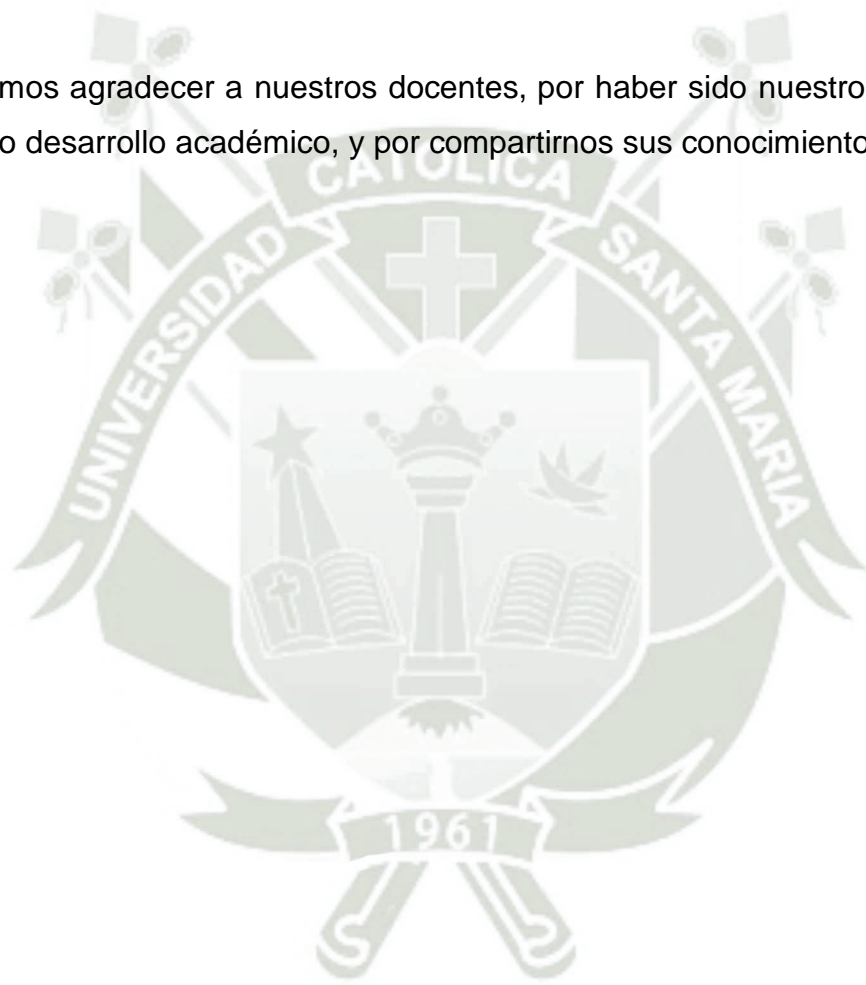 mos agradecer a nuestros docentes, por haber sido nuestro
o desarrollo académico, y por compartirnos sus conocimiento
CATOLICA
UNIVERSIDAD
SANTA MARIA
1961